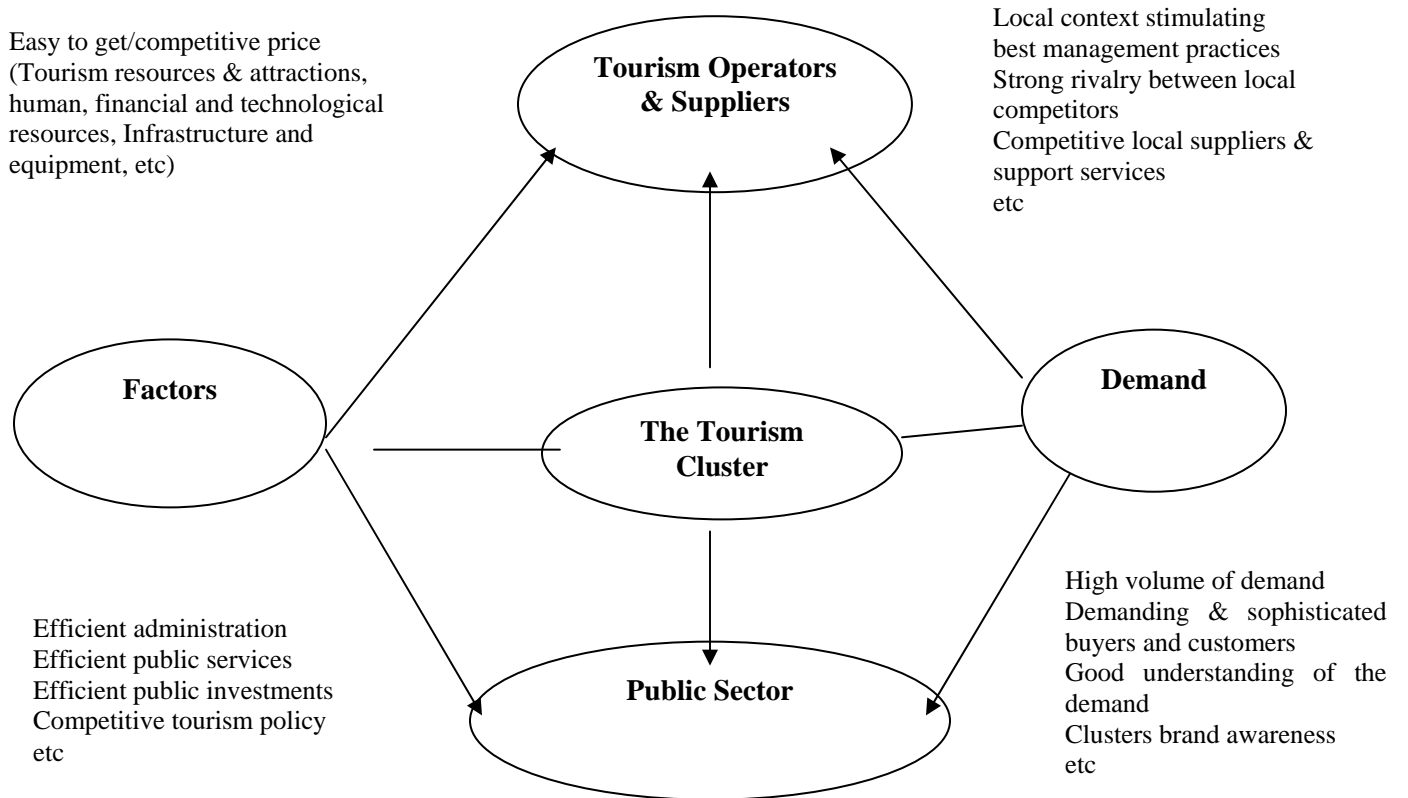 Easy to get/competitive price
(Tourism resources & attractions,
human, financial and technological
resources, Infrastructure and
equipment, etc)
Tourism Operators
& Suppliers
Local context stimulating
best management practices
Strong rivalry between local
competitors
Competitive local suppliers &
support services
etc
Factors
The Tourism
Cluster
Demand
Efficient administration
Efficient public services
Efficient public investments
Competitive tourism policy
etc
Public Sector
High volume of demand
Demanding & sophisticated
buyers and customers
Good understanding of the
demand
Clusters brand awareness
etc